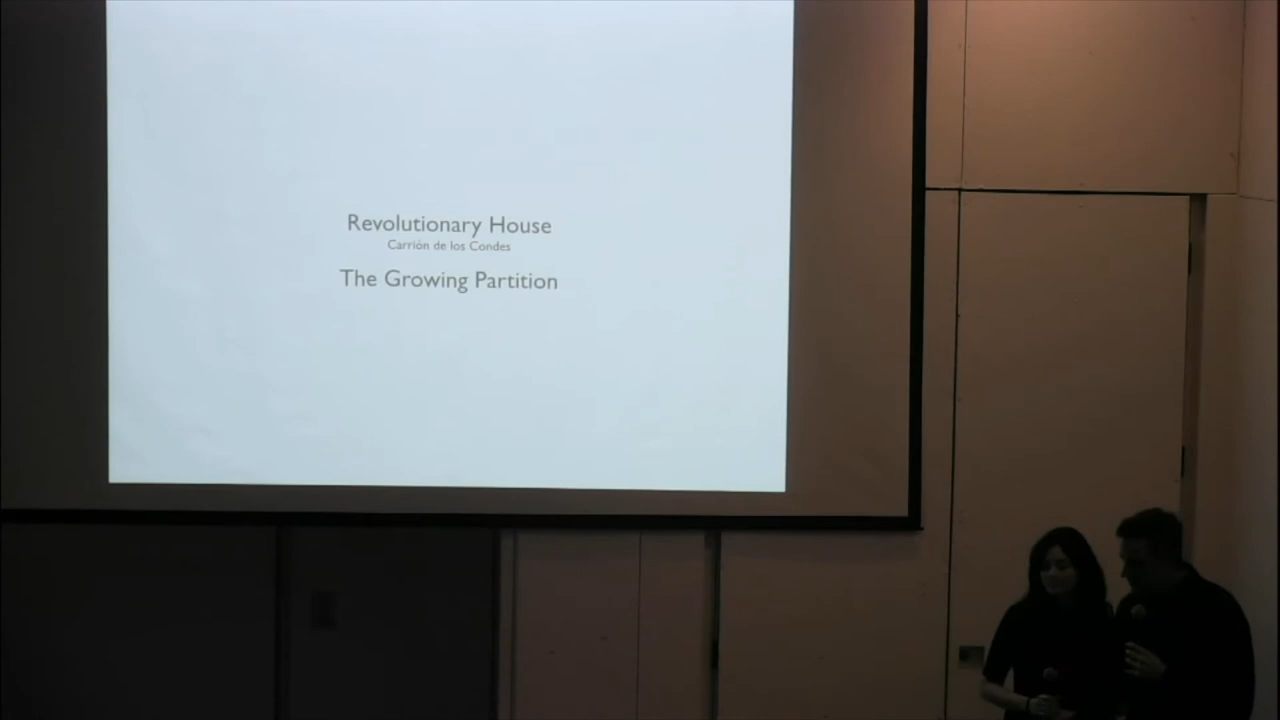 Revolutionary House
Carrión de los Condes
The Growing Partition